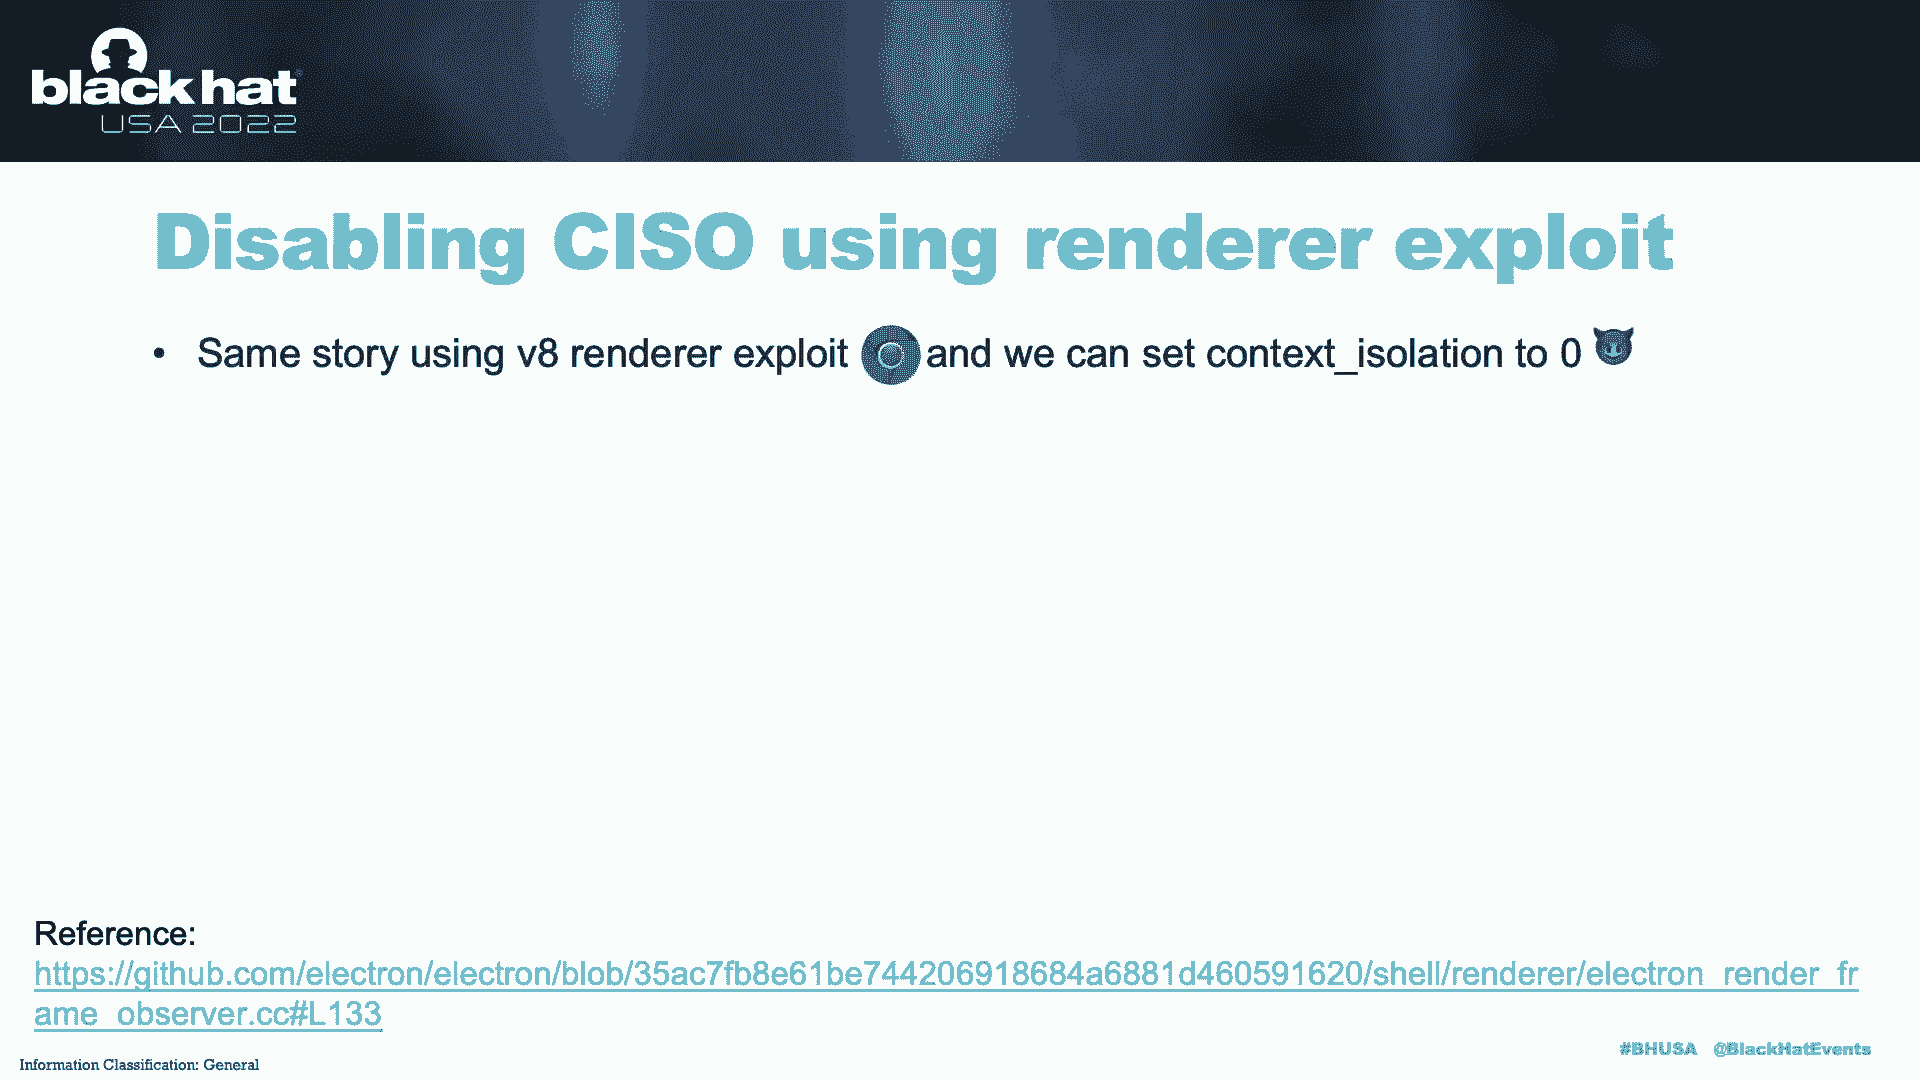 black hat
USA 2022
Disabling CISO using renderer exploit
• Same story using v8 renderer exploit and we can set context_isolation to 0 😈
Reference:
https://github.com/electron/electron/blob/35ac7fb8e61be744206918684a6881d460591620/shell/renderer/electron_render_fr
ame_observer.cc#L133
#BHUSA @BlackHatEvents
Information Classification: General